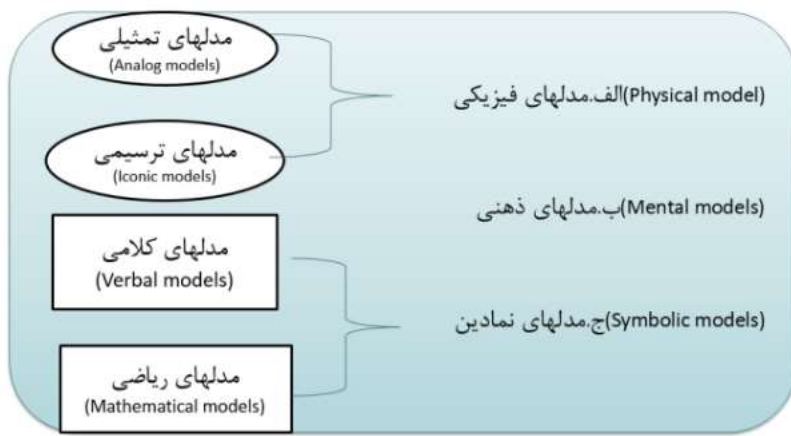 الف.مدلهای فیزیکی(Physical model)
مدلهای تمثیلی
(Analog models)
مدلهای ترسیمی
(Iconic models)
ب.مدلهای ذهنی(Mental models)
ج.مدلهای نمادین(Symbolic models)
مدلهای کلامی
(Verbal models)
مدلهای ریاضی
(Mathematical models)